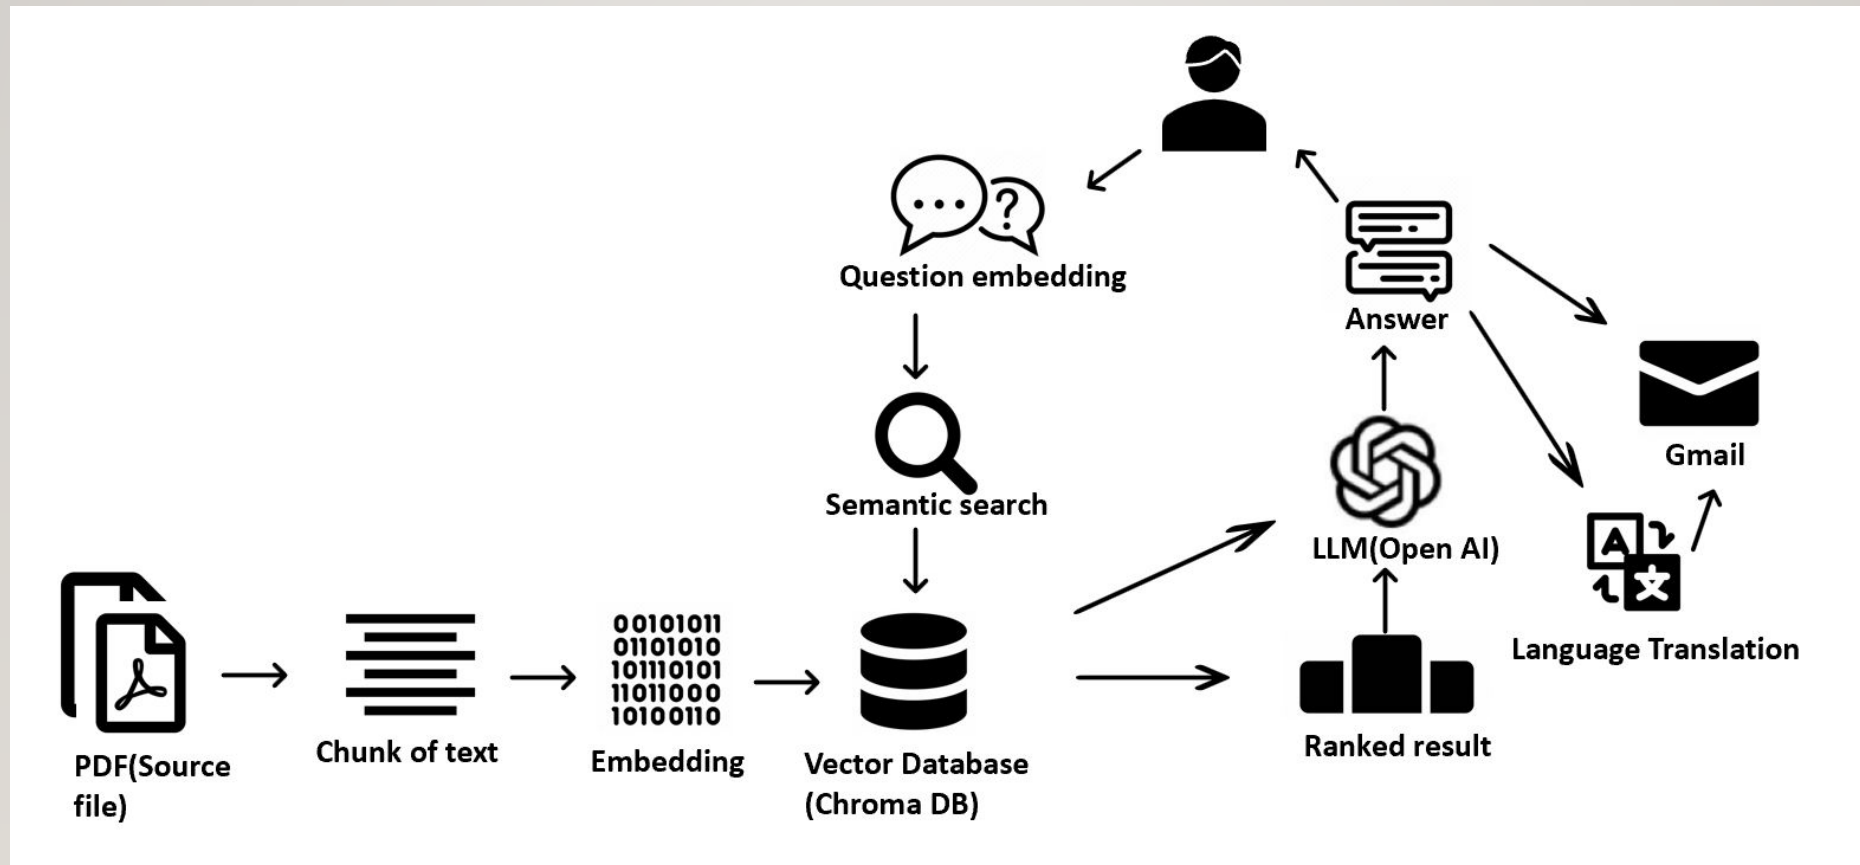 Question embedding
Answer
Gmail
Semantic search
LLM(Open AI)
A
文
Language Translation
00101011
01101010
101110101
11011000
10100110
PDF(Source
file)
Chunk of text
Embedding
Vector Database
(Chroma DB)
Ranked result
?